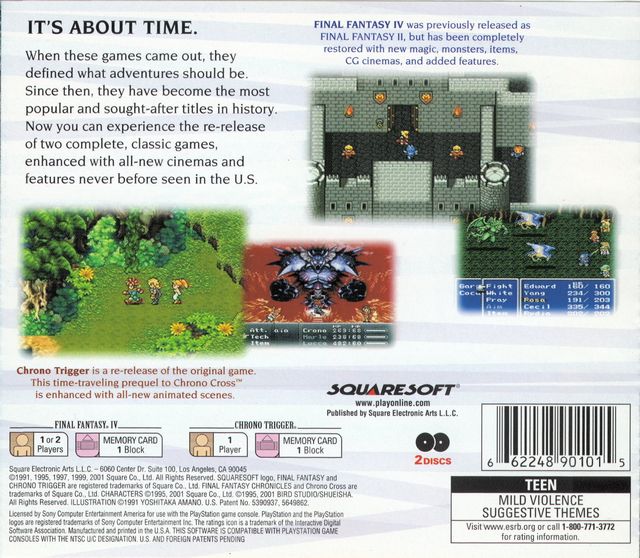 IT'S ABOUT TIME.
When these games came out, they
defined what adventures should be.
Since then, they have become the most
popular and sought-after titles in history.
Now you can experience the re-release
of two complete, classic games,
enhanced with all-new cinemas and
features never before seen in the U.S.
FINAL FANTASY IV was previously released as
FINAL FANTASY II, but has been completely
restored with new magic, monsters, items,
CG cinemas, and added features.
Att. aio Crono
Tech Marle
Item Lucca
Fight Edward 160
White Yang 234/ 300
Pray Rosa 191/ 203
Aim Cecil 335/ 344
Item
Chrono Trigger is a re-release of the original game.
This time-traveling prequel to Chrono Cross™
is enhanced with all-new animated scenes.
SQUARESOFT®
www.playonline.com
Published by Square Electronic Arts L.L.C.
FINAL FANTASY® IV
1 or 2
Players
MEMORY CARD
1 Block
CHRONO TRIGGER®
1
Player
MEMORY CARD
1 Block
2 DISCS
6 62248 90101 5
Square Electronic Arts L.L.C. – 6060 Center Dr. Suite 100, Los Angeles, CA 90045
©1991, 1995, 1997, 1999, 2001 Square Co., Ltd. All Rights Reserved. SQUARESOFT logo, FINAL FANTASY and
CHRONO TRIGGER are registered trademarks of Square Co., Ltd. FINAL FANTASY CHRONICLES and Chrono Cross are
trademarks of Square Co., Ltd. CHARACTERS ©1995, 2001 Square Co., Ltd. ©1995, 2001 BIRD STUDIO/SHUEISHA.
All Rights Reserved. ILLUSTRATION ©1991 YOSHITAKA AMANO. U.S. Patent No. 5390937, 5649862.
Licensed by Sony Computer Entertainment America for use with the PlayStation game console. PlayStation and the PlayStation
logos are registered trademarks of Sony Computer Entertainment Inc. The ratings icon is a trademark of the Interactive Digital
Software Association. Manufactured and printed in the U.S.A. THIS SOFTWARE IS COMPATIBLE WITH PLAYSTATION GAME
CONSOLES WITH THE NTSC U/C DESIGNATION. U.S. AND FOREIGN PATENTS PENDING
TEEN
MILD VIOLENCE
SUGGESTIVE THEMES
Visit www.esrb.org or call 1-800-771-3772
for rating information.